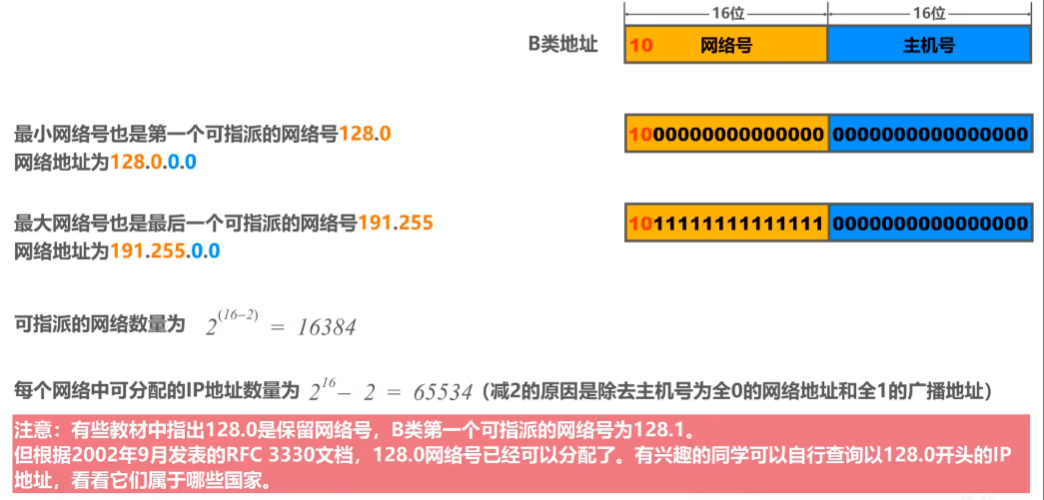 16位 16位
B类地址 10 网络号 主机号
最小网络号也是第一个可指派的网络号128.0 1000000000000000 0000000000000000
网络地址为128.0.0.0
最大网络号也是最后一个可指派的网络号191.255 1011111111111111 0000000000000000
网络地址为191.255.0.0
可指派的网络数量为 2^(16-2) = 16384
每个网络中可分配的IP地址数量为 2^16 - 2 = 65534 (减2的原因是除去主机号为全0的网络地址和全1的广播地址)
注意：有些教材中指出128.0是保留网络号，B类第一个可指派的网络号为128.1。
但根据2002年9月发表的RFC 3330文档，128.0网络号已经可以分配了。有兴趣的同学可以自行查询以128.0开头的IP
地址，看看它们属于哪些国家。